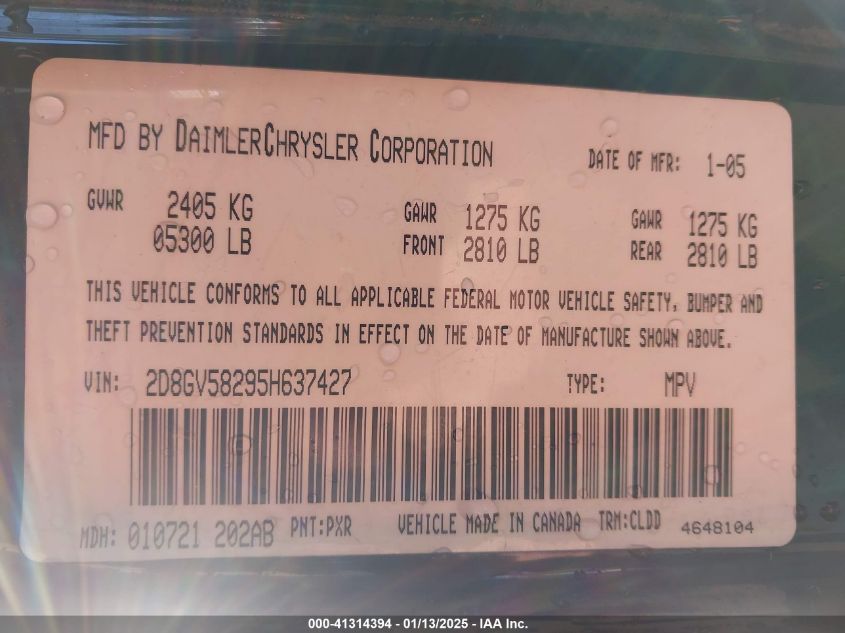 MFD BY DAIMLERCHRYSLER CORPORATION DATE OF MFR: 1-05
GVWR 2405 KG GAWR 1275 KG GAWR 1275 KG
05300 LB FRONT 2810 LB REAR 2810 LB
THIS VEHICLE CONFORMS TO ALL APPLICABLE FEDERAL MOTOR VEHICLE SAFETY, BUMPER AND
THEFT PREVENTION STANDARDS IN EFFECT ON THE DATE OF MANUFACTURE SHOWN ABOVE.
VIN: 2D8GV58295H637427 TYPE: MPV
MDH: 010721 202AB PNT:PXR VEHICLE MADE IN CANADA TRM:CLDD 4648104
000-41314394 - 01/13/2025 - IAA Inc.